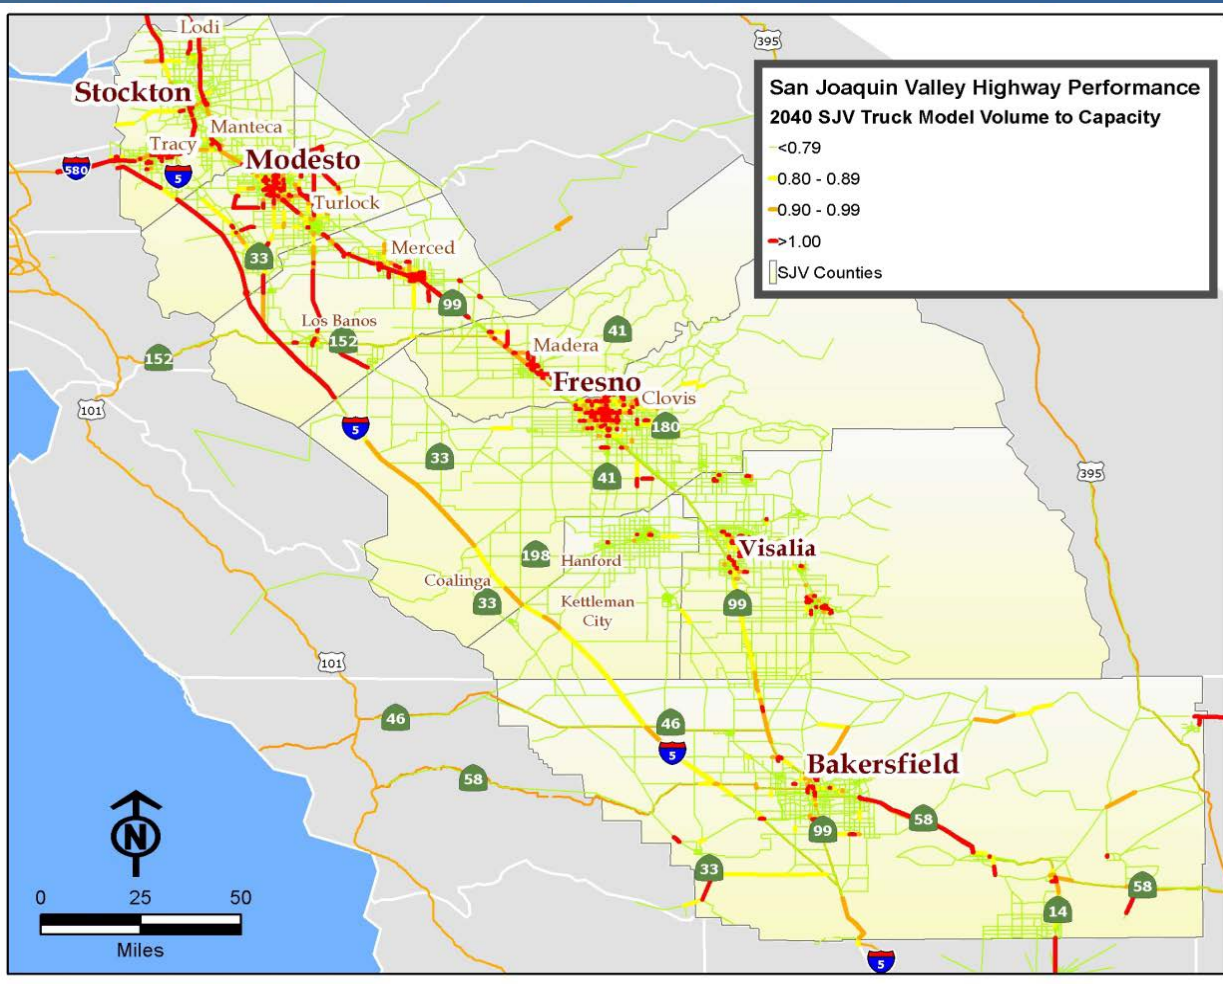 Lodi
395
San Joaquin Valley Highway Performance
2040 SJV Truck Model Volume to Capacity
<0.79
0.80 - 0.89
0.90 - 0.99
>1.00
SJV Counties
Stockton
Manteca
Tracy
580
5
Modesto
Turlock
33
Merced
99
Los Banos
152
152
41
Madera
Fresno
Clovis
101
5
180
33
41
395
198
Hanford
Visalia
Coalinga
33
Kettleman
City
99
101
46
46
5
58
Bakersfield
99
58
33
58
14
N
0
25
50
Miles
5